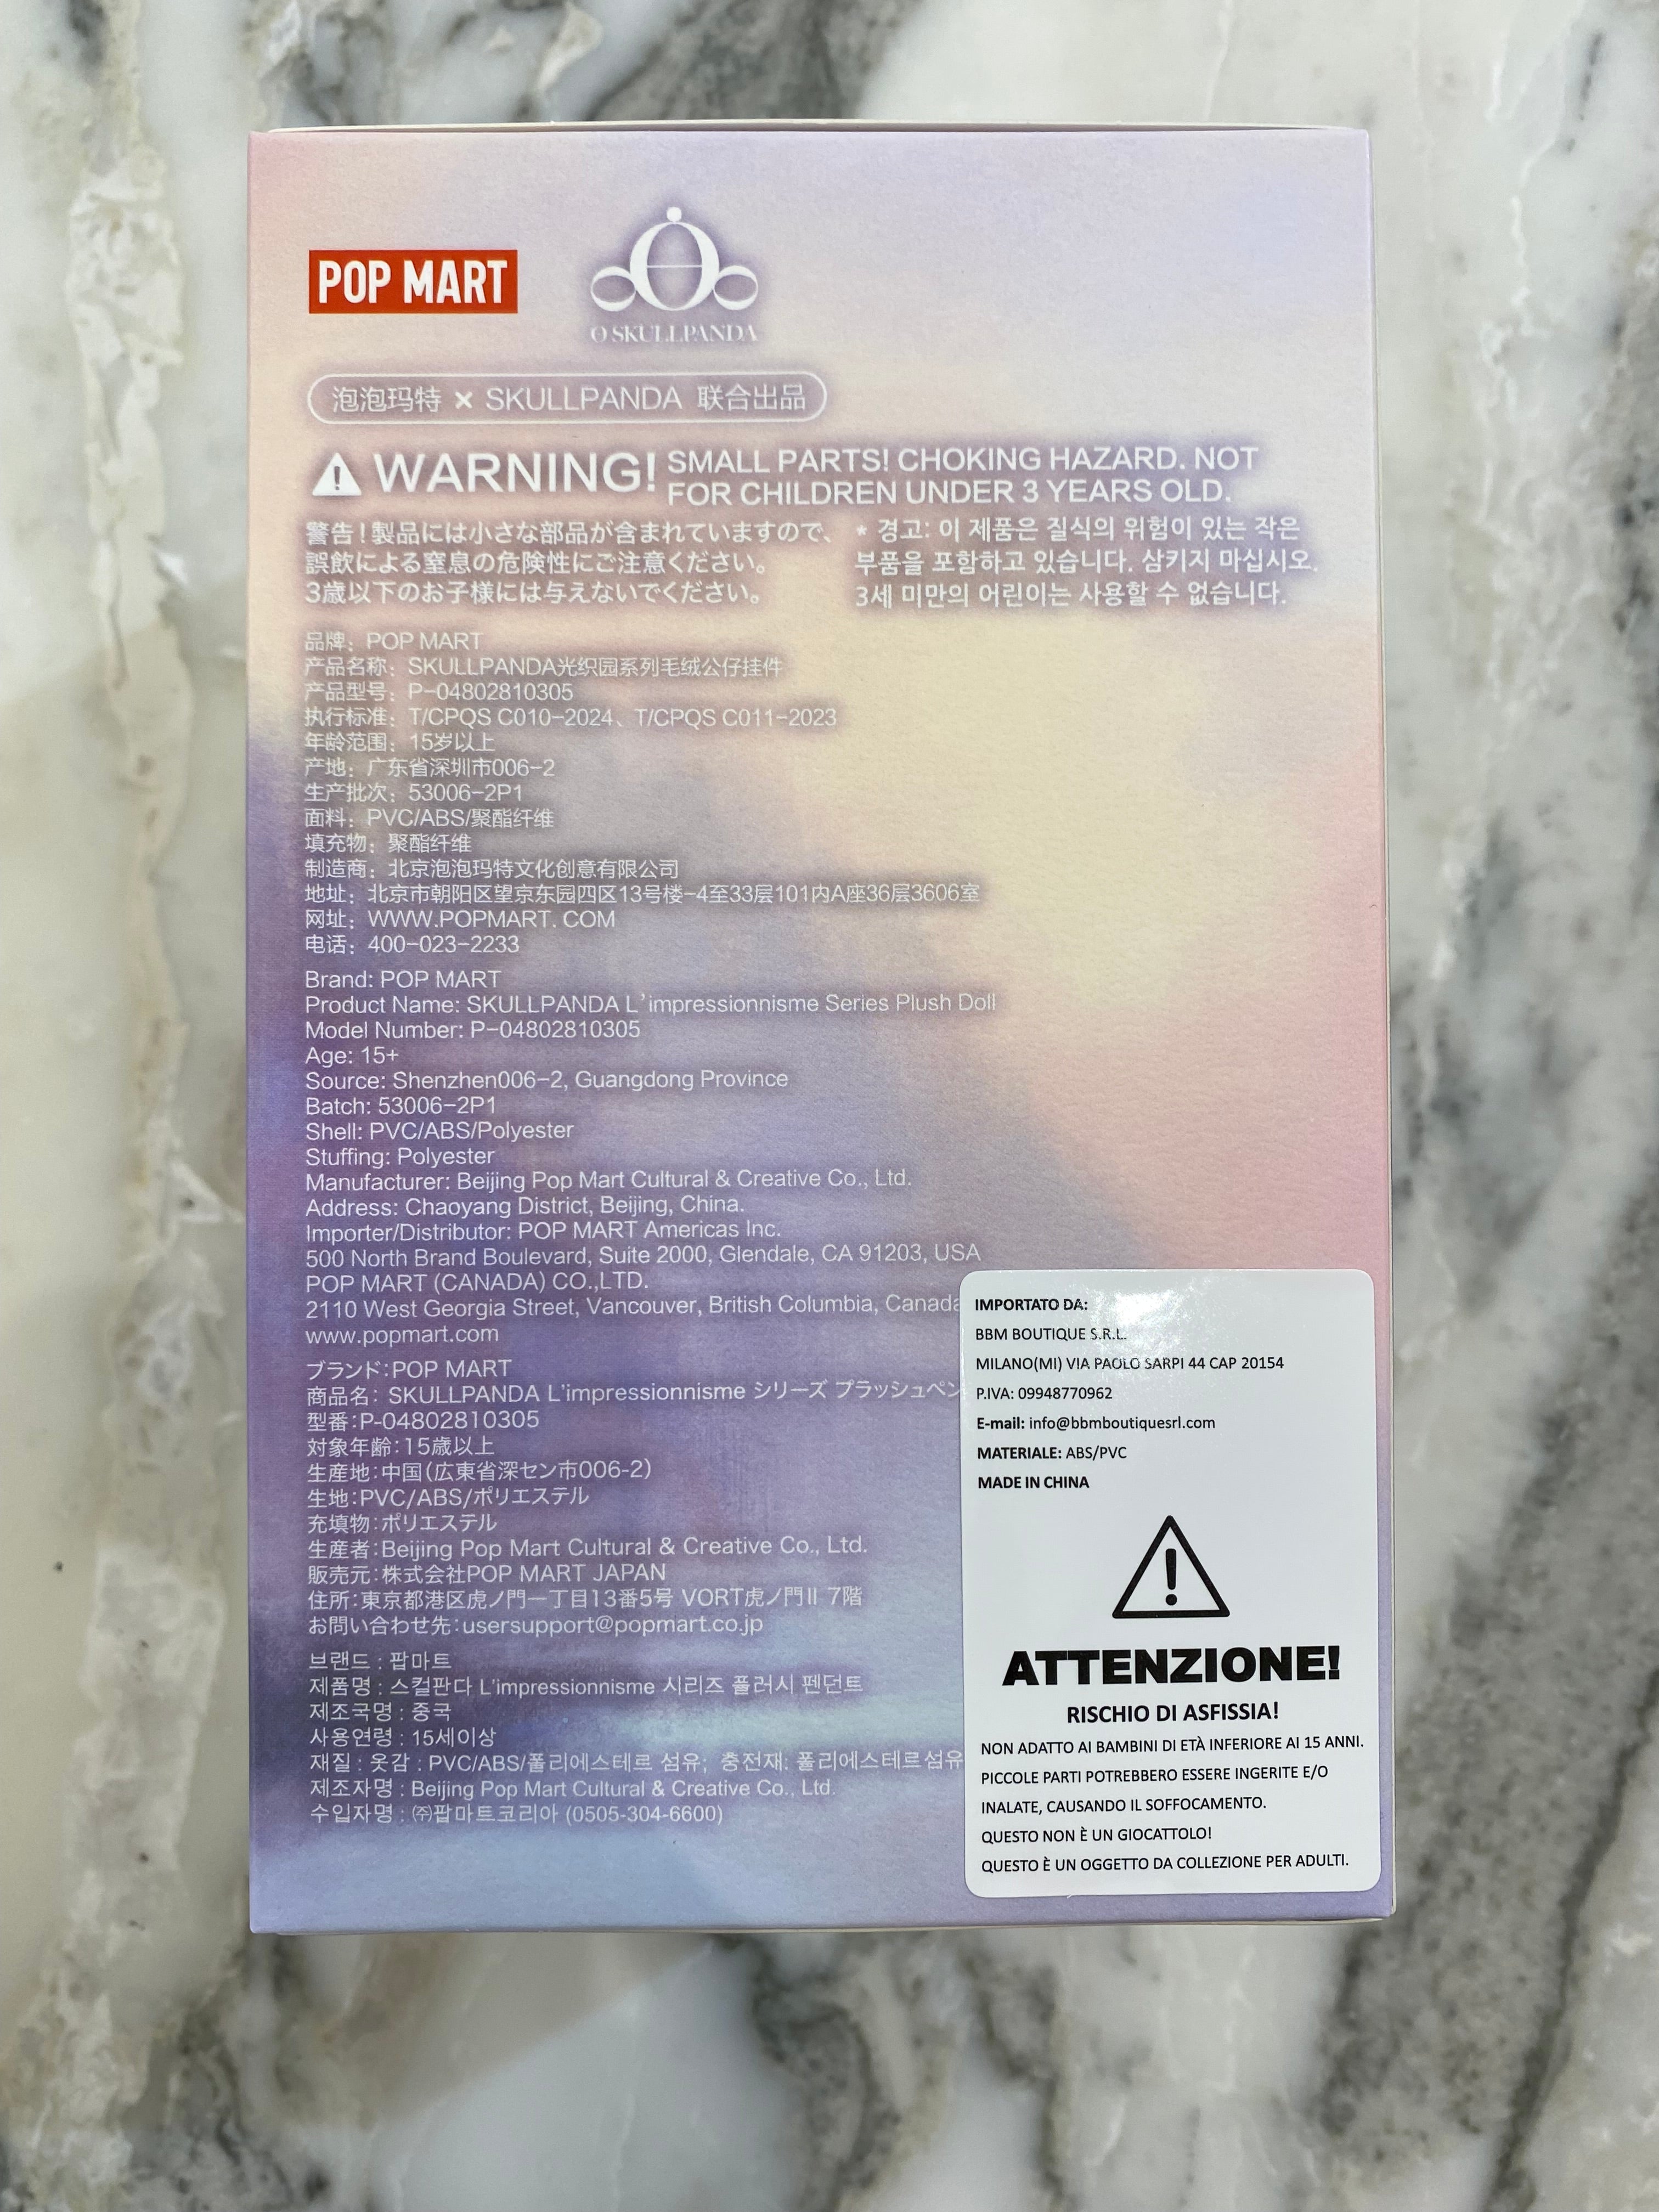 POP MART
O SKULLPANDA
泡泡玛特 × SKULLPANDA 联合出品
WARNING! SMALL PARTS! CHOKING HAZARD. NOT
FOR CHILDREN UNDER 3 YEARS OLD.
警告!製品には小さな部品が含まれていますので、
誤飲による窒息の危険性にご注意ください。
3歳以下のお子様には与えないでください。
* 경고: 이 제품은 질식의 위험이 있는 작은
부품을 포함하고 있습니다. 삼키지 마십시오.
3세 미만의 어린이는 사용할 수 없습니다.
品牌：POP MART
产品名称：SKULLPANDA光织园系列毛绒公仔挂件
产品型号：P-04802810305
执行标准：T/CPQS C010-2024、T/CPQS C011-2023
年龄范围：15岁以上
产地：广东省深圳市006-2
生产批次：53006-2P1
面料：PVC/ABS/聚酯纤维
填充物：聚酯纤维
制造商：北京泡泡玛特文化创意有限公司
地址：北京市朝阳区望京东园四区13号楼-4至33层101内A座36层3606室
网址：WWW.POPMART. COM
电话：400-023-2233
Brand: POP MART
Product Name: SKULLPANDA L'impressionnisme Series Plush Doll
Model Number: P-04802810305
Age: 15+
Source: Shenzhen006-2, Guangdong Province
Batch: 53006-2P1
Shell: PVC/ABS/Polyester
Stuffing: Polyester
Manufacturer: Beijing Pop Mart Cultural & Creative Co., Ltd.
Address: Chaoyang District, Beijing, China.
Importer/Distributor: POP MART Americas Inc.
500 North Brand Boulevard, Suite 2000, Glendale, CA 91203, USA
POP MART (CANADA) CO.,LTD.
2110 West Georgia Street, Vancouver, British Columbia, Canada
www.popmart.com
ブランド:POP MART
商品名: SKULLPANDA L'impressionnisme シリーズ プラッシュペン
型番:P-04802810305
対象年齢:15歳以上
生産地:中国(広東省深セン市006-2)
生地:PVC/ABS/ポリエステル
充填物:ポリエステル
生産者:Beijing Pop Mart Cultural & Creative Co., Ltd.
販売元:株式会社POP MART JAPAN
住所:東京都港区虎ノ門一丁目13番5号 VORT虎ノ門II 7階
お問い合わせ先:usersupport@popmart.co.jp
브랜드 : 팝마트
제품명 : 스컬판다 L'impressionnisme 시리즈 플러시 펜던트
제조국명 : 중국
사용연령 : 15세이상
재질 : 옷감 : PVC/ABS/폴리에스테르 섬유; 충전재: 폴리에스테르섬유
제조자명 : Beijing Pop Mart Cultural & Creative Co., Ltd.
수입자명 : ㈜팝마트코리아 (0505-304-6600)
IMPORTATO DA:
BBM BOUTIQUE S.R.L.
MILANO(MI) VIA PAOLO SARPI 44 CAP 20154
P.IVA: 09948770962
E-mail: info@bbmboutiquesrl.com
MATERIALE: ABS/PVC
MADE IN CHINA
ATTENZIONE!
RISCHIO DI ASFISSIA!
NON ADATTO AI BAMBINI DI ETÀ INFERIORE AI 15 ANNI.
PICCOLE PARTI POTREBBERO ESSERE INGERITE E/O
INALATE, CAUSANDO IL SOFFOCAMENTO.
QUESTO NON È UN GIOCATTOLO!
QUESTO È UN OGGETTO DA COLLEZIONE PER ADULTI.